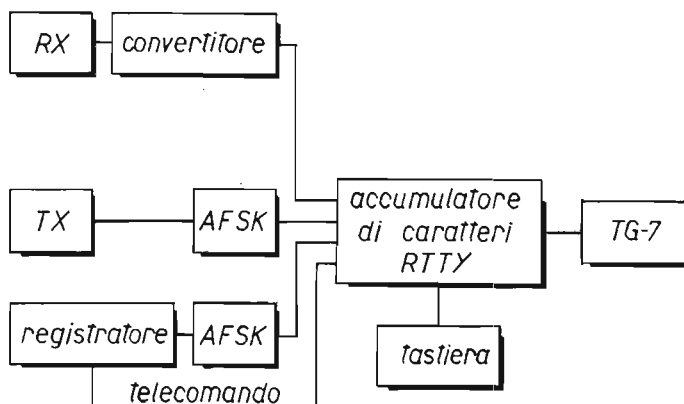 RX
convertitore
TX
AFSK
accumulatore
di caratteri
RTTY
TG-7
registratore
AFSK
tastiera
telecomando